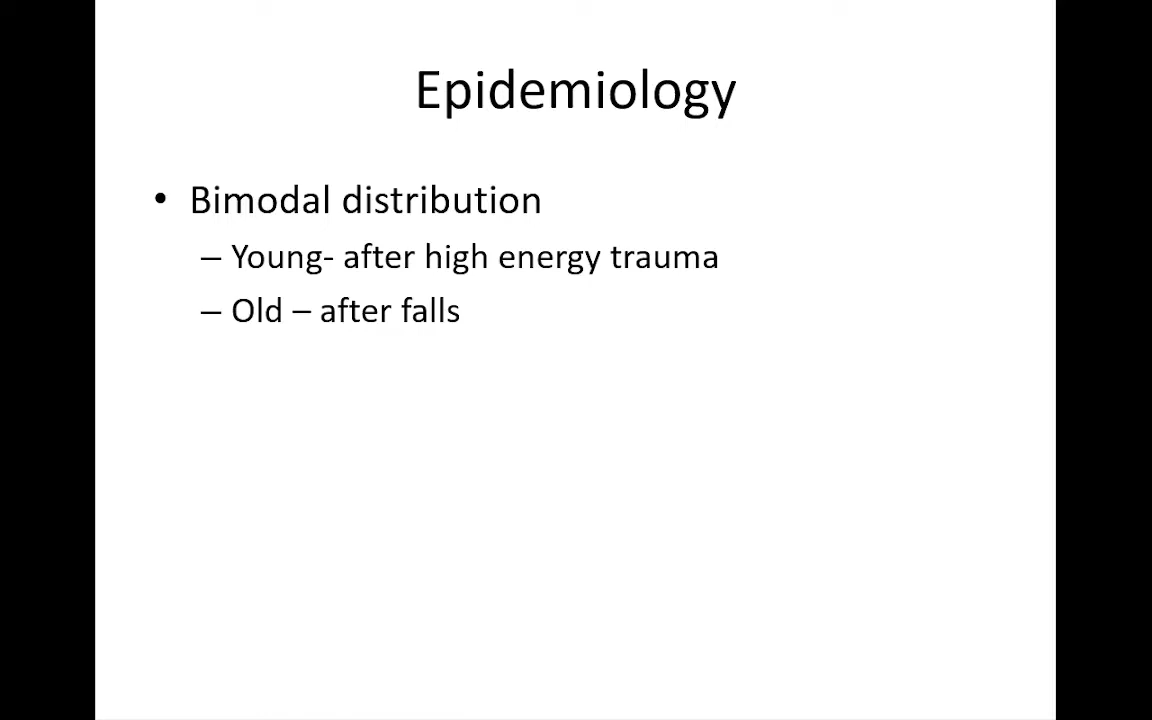 Epidemiology
• Bimodal distribution
– Young- after high energy trauma
– Old – after falls